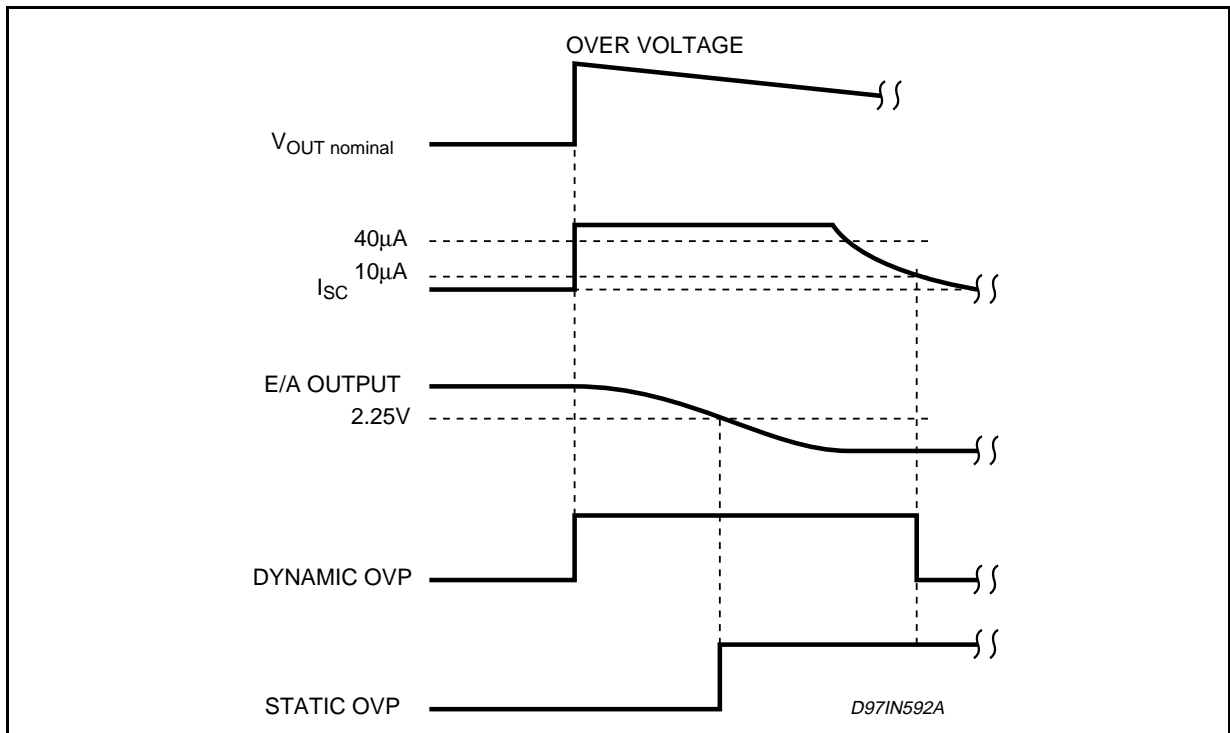 OVER VOLTAGE
VOUT nominal
40µA
10µA
ISC
E/A OUTPUT
2.25V
DYNAMIC OVP
STATIC OVP
D97IN592A